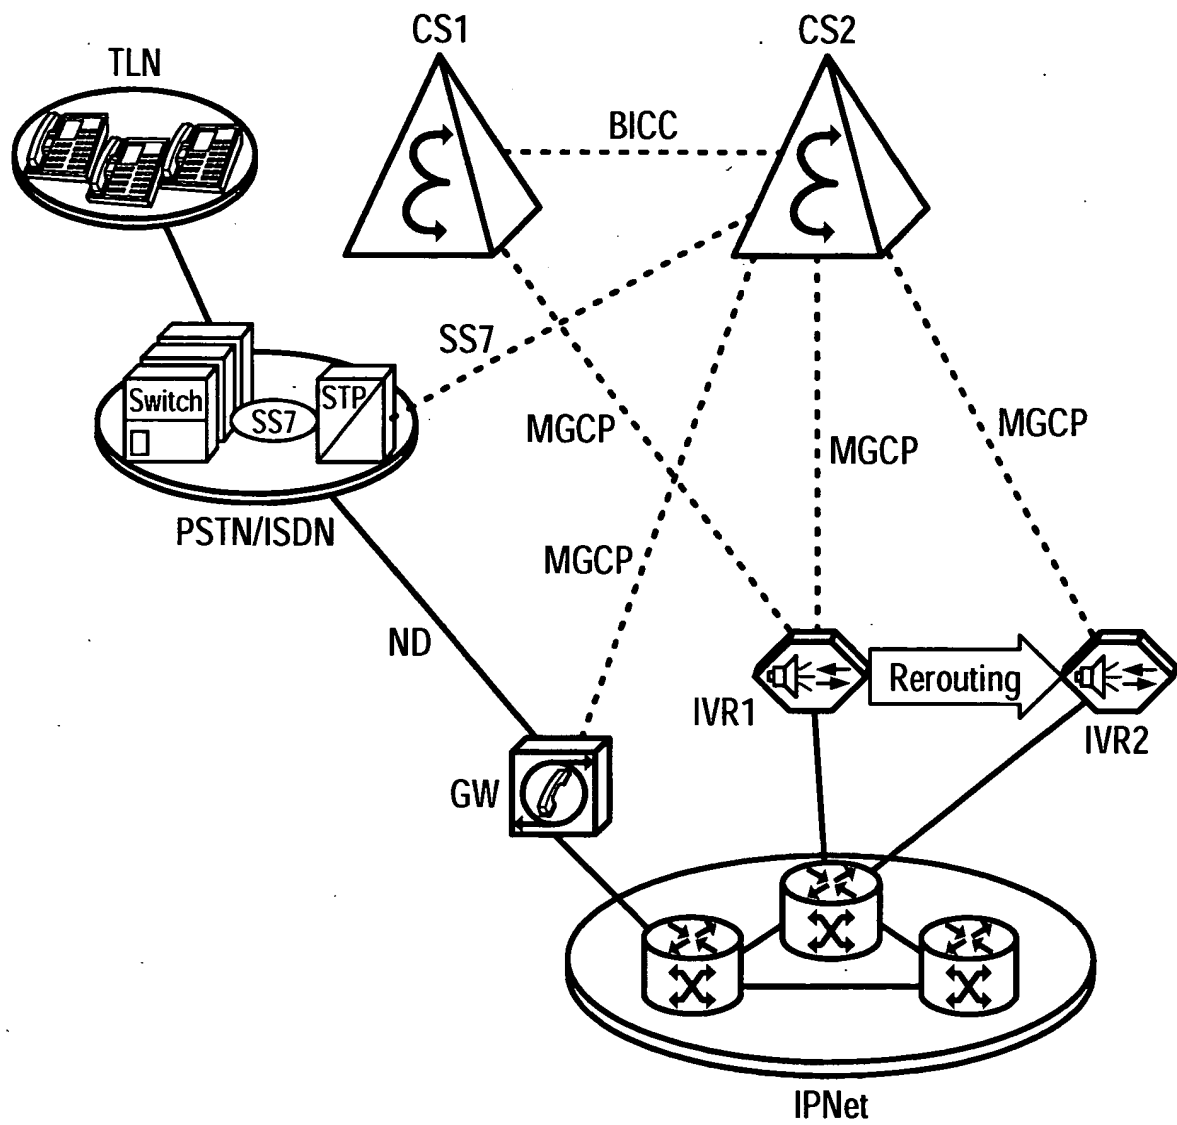 CS1
CS2
TLN
BICC
SS7
Switch
SS7
STP
MGCP
MGCP
MGCP
PSTN/ISDN
MGCP
ND
Rerouting
IVR1
IVR2
GW
IPNet